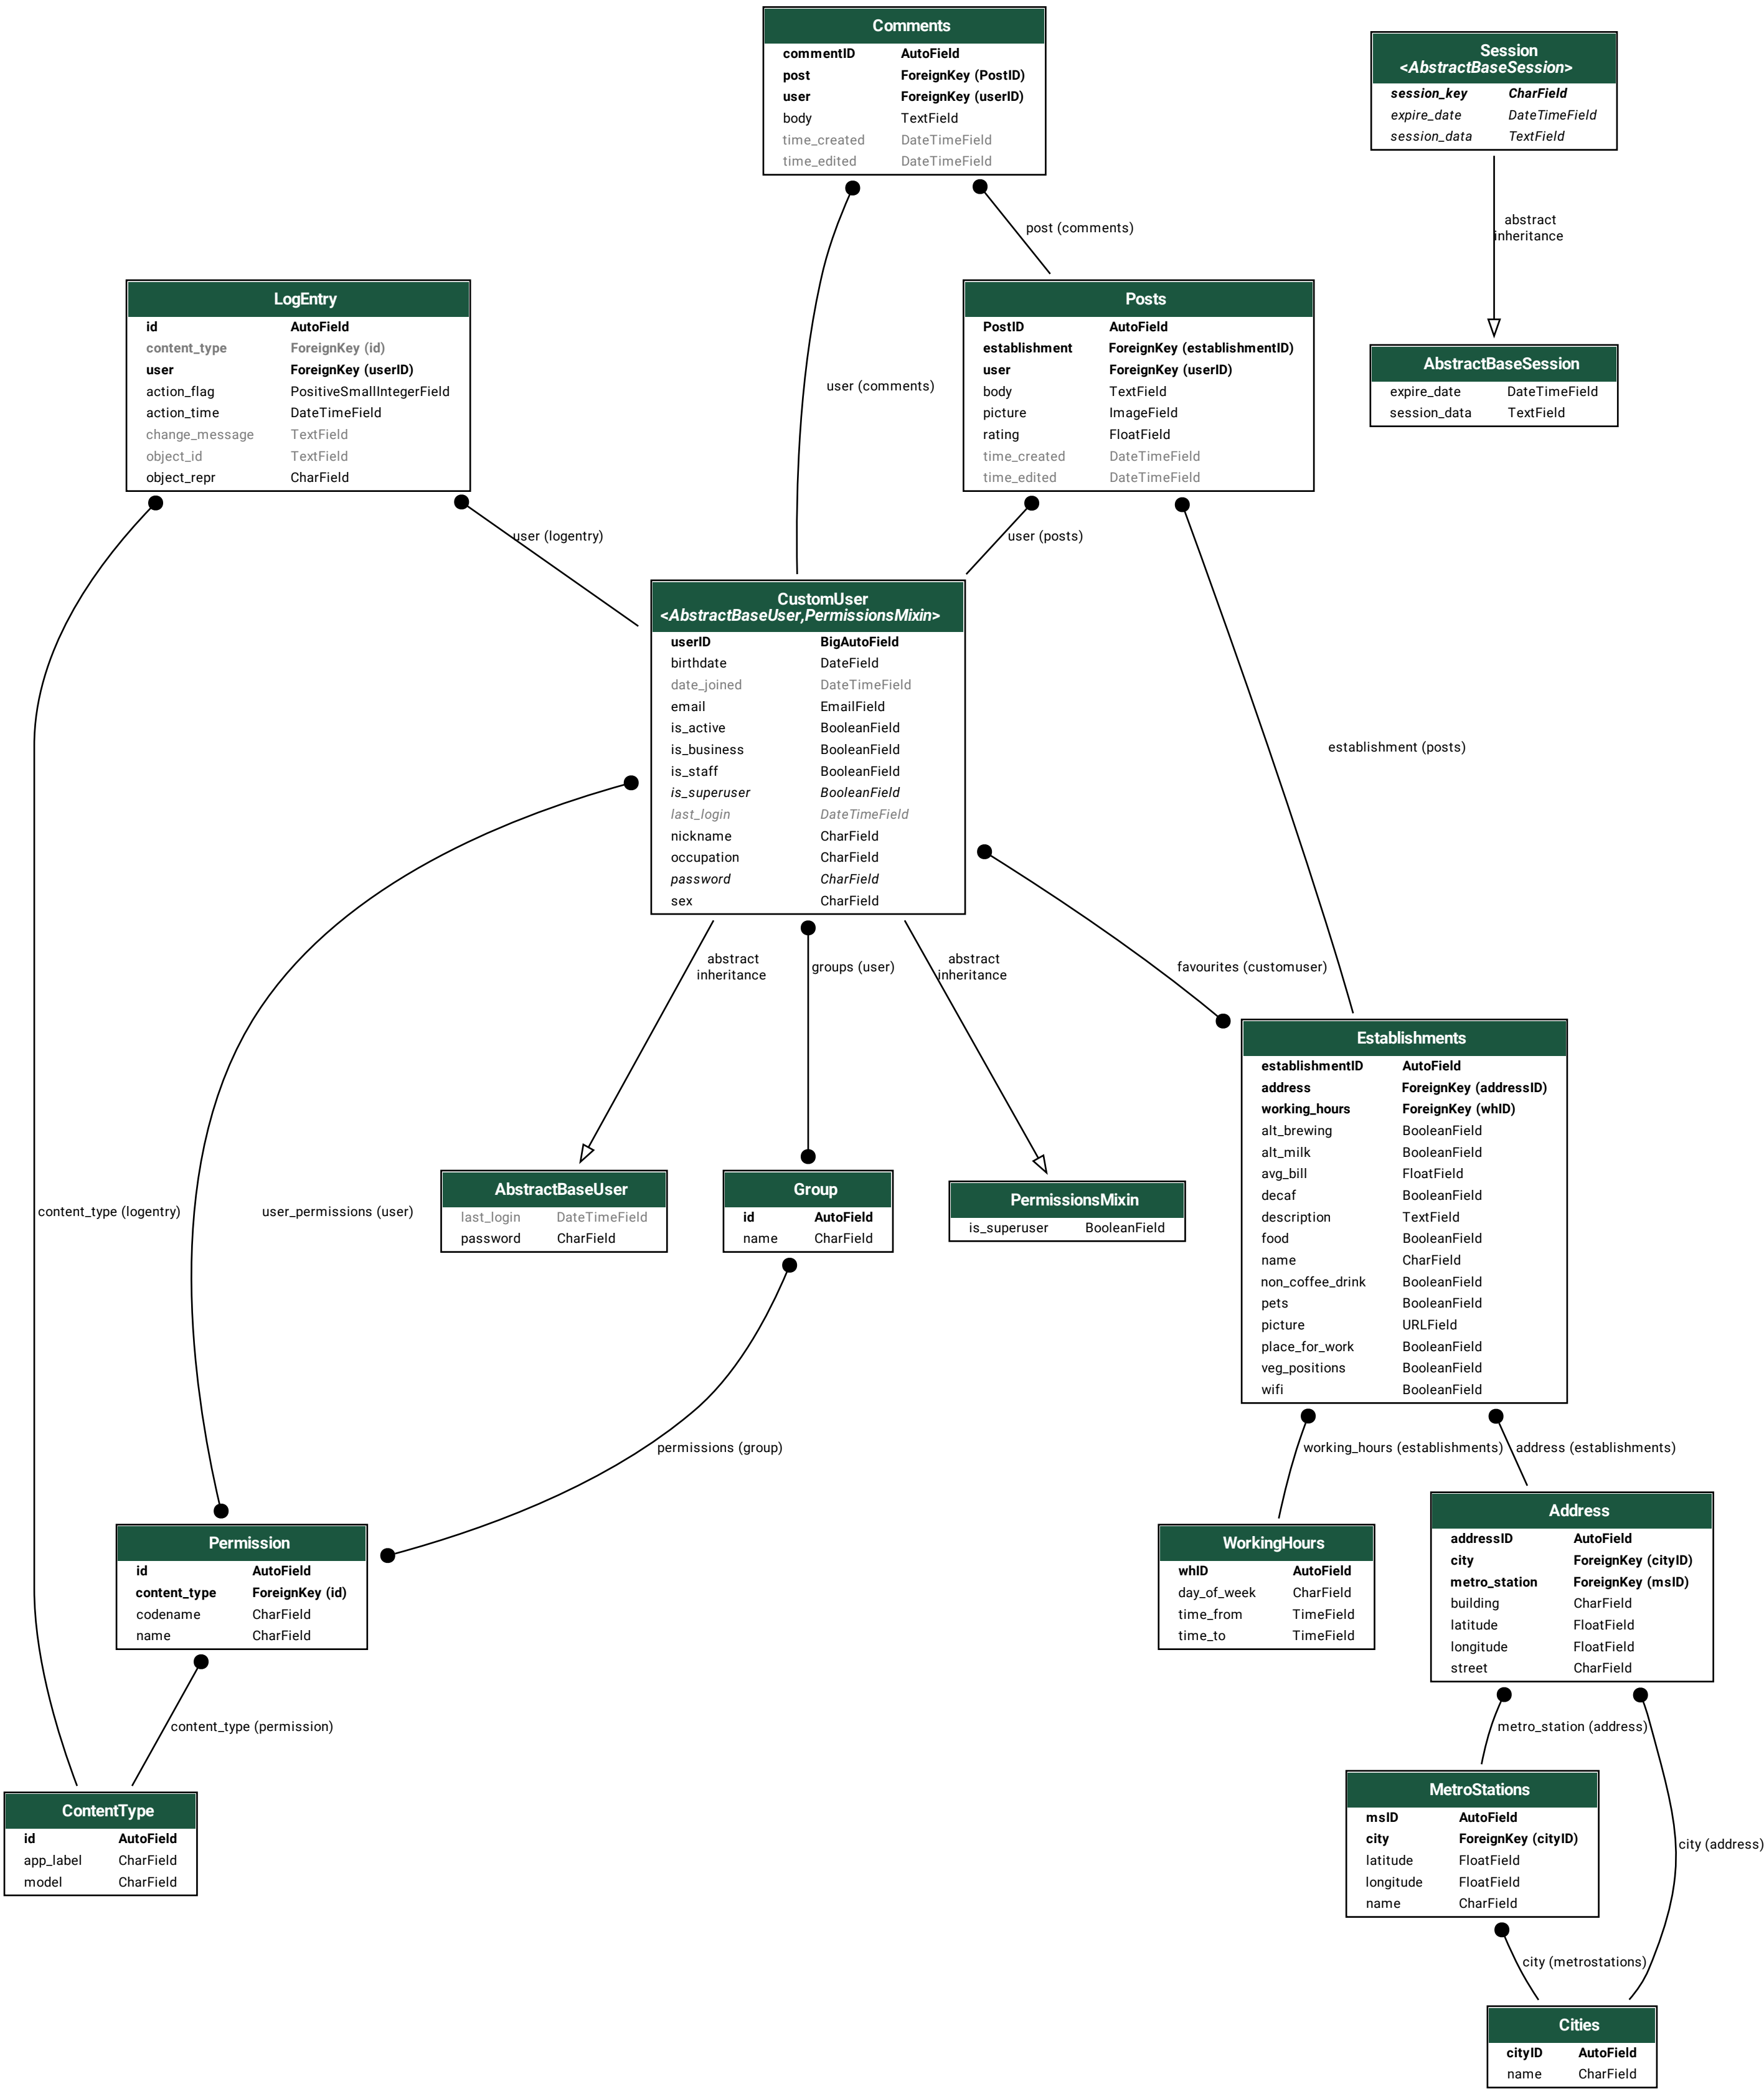 Comments
commentID AutoField
post ForeignKey (PostID)
user ForeignKey (userID)
body TextField
time_created DateTimeField
time_edited DateTimeField
Session
<AbstractBaseSession>
session_key CharField
expire_date DateTimeField
session_data TextField
post (comments)
abstract
inheritance
LogEntry
id AutoField
content_type ForeignKey (id)
user ForeignKey (userID)
action_flag PositiveSmallIntegerField
action_time DateTimeField
change_message TextField
object_id TextField
object_repr CharField
user (comments)
Posts
PostID AutoField
establishment ForeignKey (establishmentID)
user ForeignKey (userID)
body TextField
picture ImageField
rating FloatField
time_created DateTimeField
time_edited DateTimeField
AbstractBaseSession
expire_date DateTimeField
session_data TextField
user (logentry)
user (posts)
CustomUser
<AbstractBaseUser,PermissionsMixin>
userID BigAutoField
birthdate DateField
date_joined DateTimeField
email EmailField
is_active BooleanField
is_business BooleanField
is_staff BooleanField
is_superuser BooleanField
last_login DateTimeField
nickname CharField
occupation CharField
password CharField
sex CharField
establishment (posts)
abstract
inheritance
groups (user)
abstract
inheritance
favourites (customuser)
Establishments
establishmentID AutoField
address ForeignKey (addressID)
working_hours ForeignKey (whID)
alt_brewing BooleanField
alt_milk BooleanField
avg_bill FloatField
decaf BooleanField
description TextField
food BooleanField
name CharField
non_coffee_drink BooleanField
pets BooleanField
picture URLField
place_for_work BooleanField
veg_positions BooleanField
wifi BooleanField
content_type (logentry)
user_permissions (user)
AbstractBaseUser
last_login DateTimeField
password CharField
Group
id AutoField
name CharField
PermissionsMixin
is_superuser BooleanField
permissions (group)
working_hours (establishments)
address (establishments)
Permission
id AutoField
content_type ForeignKey (id)
codename CharField
name CharField
WorkingHours
whID AutoField
day_of_week CharField
time_from TimeField
time_to TimeField
Address
addressID AutoField
city ForeignKey (cityID)
metro_station ForeignKey (msID)
building CharField
latitude FloatField
longitude FloatField
street CharField
content_type (permission)
metro_station (address)
ContentType
id AutoField
app_label CharField
model CharField
MetroStations
msID AutoField
city ForeignKey (cityID)
latitude FloatField
longitude FloatField
name CharField
city (address)
city (metrostations)
Cities
cityID AutoField
name CharField